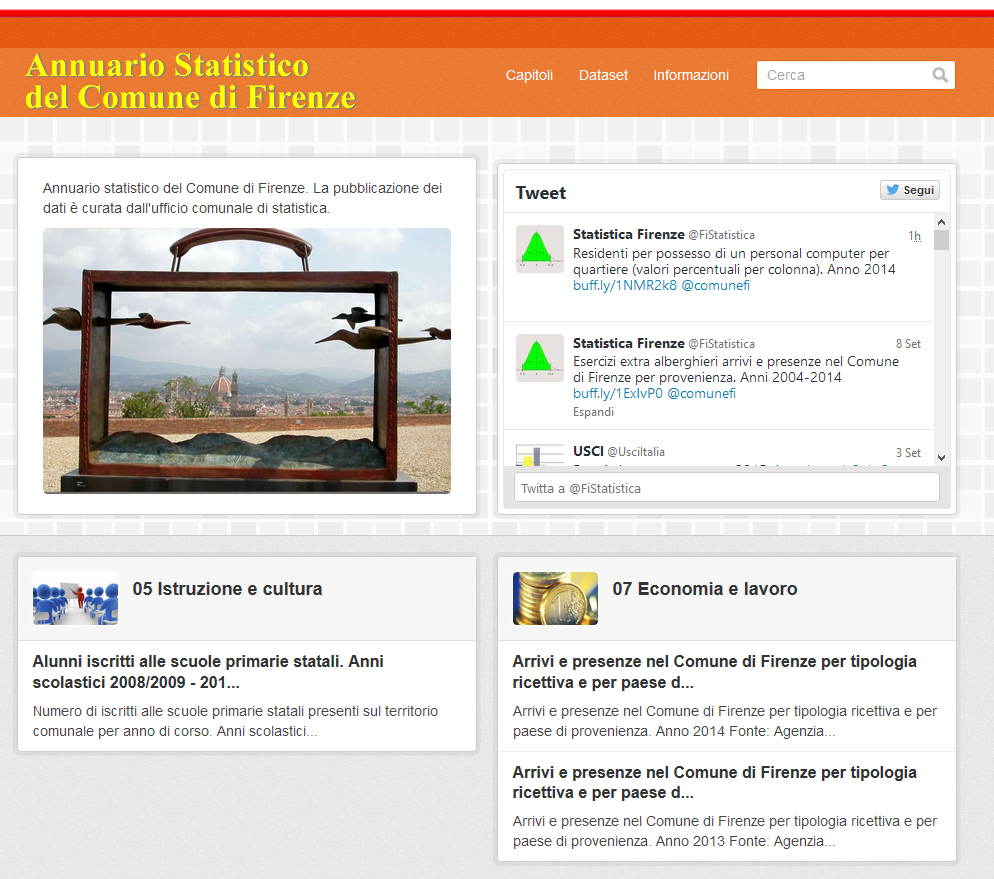 Annuario Statistico
del Comune di Firenze
Capitoli Dataset Informazioni Cerca
Annuario statistico del Comune di Firenze. La pubblicazione dei
dati è curata dall'ufficio comunale di statistica.
Tweet Segui
Statistica Firenze @FiStatistica 1h
Residenti per possesso di un personal computer per
quartiere (valori percentuali per colonna). Anno 2014
buff.ly/1NMR2k8 @comunefi
Statistica Firenze @FiStatistica 8 Set
Esercizi extra alberghieri arrivi e presenze nel Comune
di Firenze per provenienza. Anni 2004-2014
buff.ly/1ExIvP0 @comunefi
Espandi
USCI @UsciItalia 3 Set
Twitta a @FiStatistica
05 Istruzione e cultura
Alunni iscritti alle scuole primarie statali. Anni
scolastici 2008/2009 - 201...
Numero di iscritti alle scuole primarie statali presenti sul territorio
comunale per anno di corso. Anni scolastici...
07 Economia e lavoro
Arrivi e presenze nel Comune di Firenze per tipologia
ricettiva e per paese d...
Arrivi e presenze nel Comune di Firenze per tipologia ricettiva e per
paese di provenienza. Anno 2014 Fonte: Agenzia...
Arrivi e presenze nel Comune di Firenze per tipologia
ricettiva e per paese d...
Arrivi e presenze nel Comune di Firenze per tipologia ricettiva e per
paese di provenienza. Anno 2013 Fonte: Agenzia...